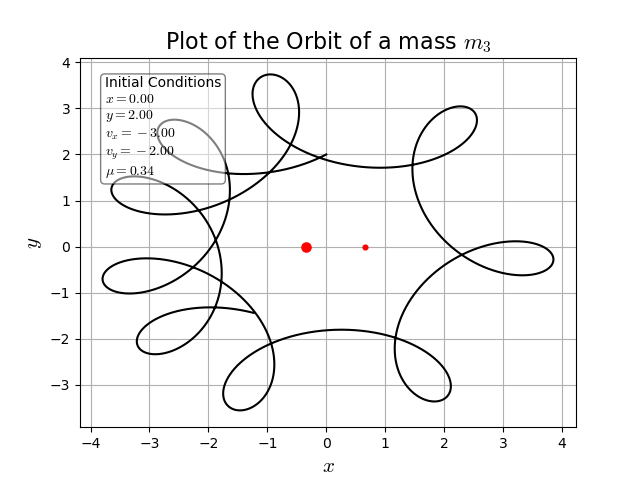 Plot of the Orbit of a mass m₃
Initial Conditions
x = 0.00
y = 2.00
vₓ = −3.00
v_y = −2.00
μ = 0.34
4
3
2
1
0
−1
−2
−3
y
−4 −3 −2 −1 0 1 2 3 4
x